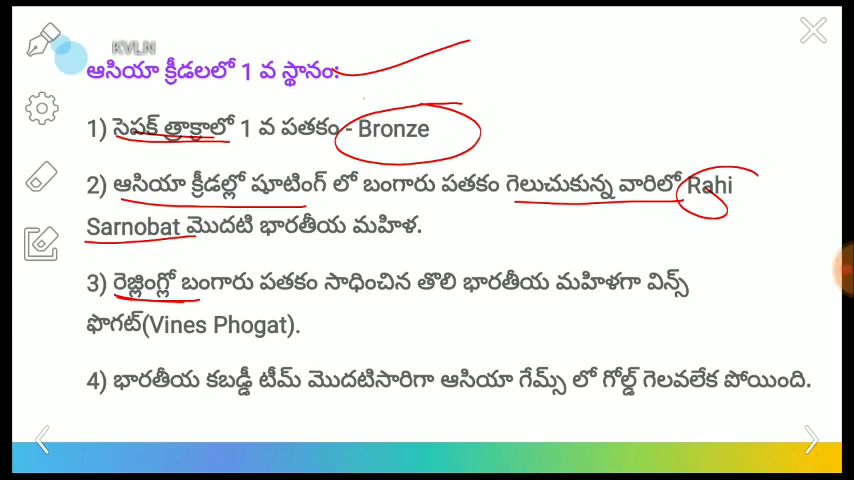 KVLN
ఆసియా క్రీడలలో 1 వ స్థానం:
1) సెపక్ త్రాక్రాలో 1 వ పతకం - Bronze
2) ఆసియా క్రీడల్లో షూటింగ్ లో బంగారు పతకం గెలుచుకున్న వారిలో Rahi
Sarnobat మొదటి భారతీయ మహిళ.
3) రెజ్లింగ్లో బంగారు పతకం సాధించిన తొలి భారతీయ మహిళగా విన్స్
ఫొగట్(Vines Phogat).
4) భారతీయ కబడ్డీ టీమ్ మొదటిసారిగా ఆసియా గేమ్స్ లో గోల్డ్ గెలవలేక పోయింది.